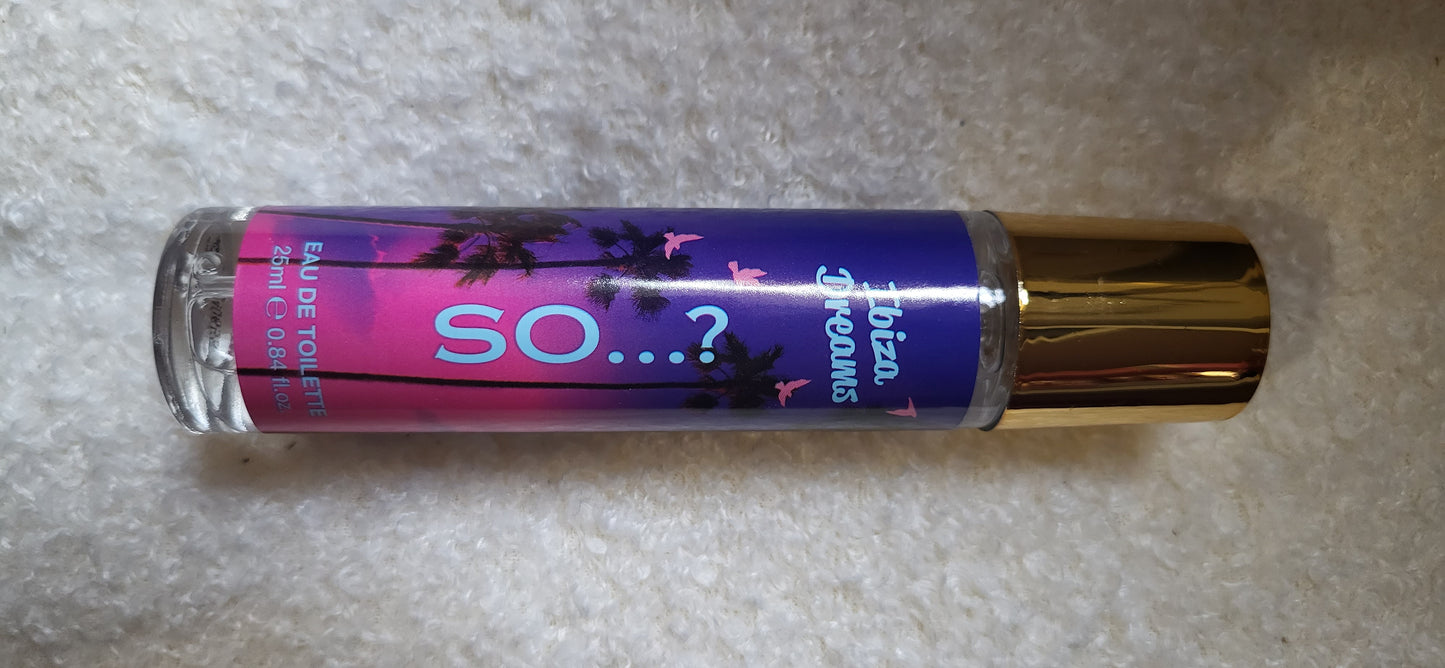 Ibiza
Dreams
SO...?
EAU DE TOILETTE
25ml ℮ 0.84 fl.oz